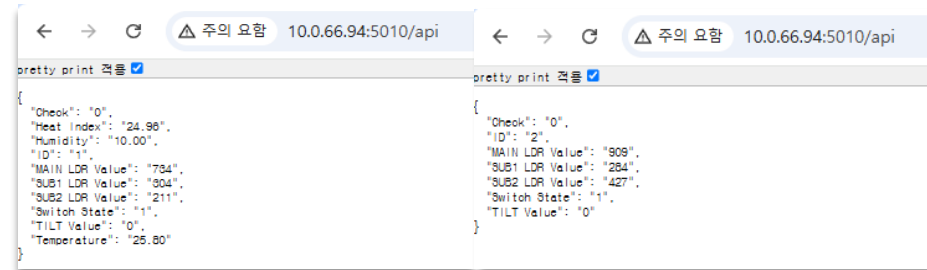 주의 요함 10.0.66.94:5010/api
pretty print 적용
{
"Check": "0",
"Heat Index": "24.96",
"Humidity": "10.00",
"ID": "1",
"MAIN LDR Value": "734",
"SUB1 LDR Value": "304",
"SUB2 LDR Value": "211",
"Switch State": "1",
"TILT Value": "0",
"Temperature": "25.80"
}
주의 요함 10.0.66.94:5010/api
pretty print 적용
{
"Check": "0",
"ID": "2",
"MAIN LDR Value": "909",
"SUB1 LDR Value": "284",
"SUB2 LDR Value": "427",
"Switch State": "1",
"TILT Value": "0"
}